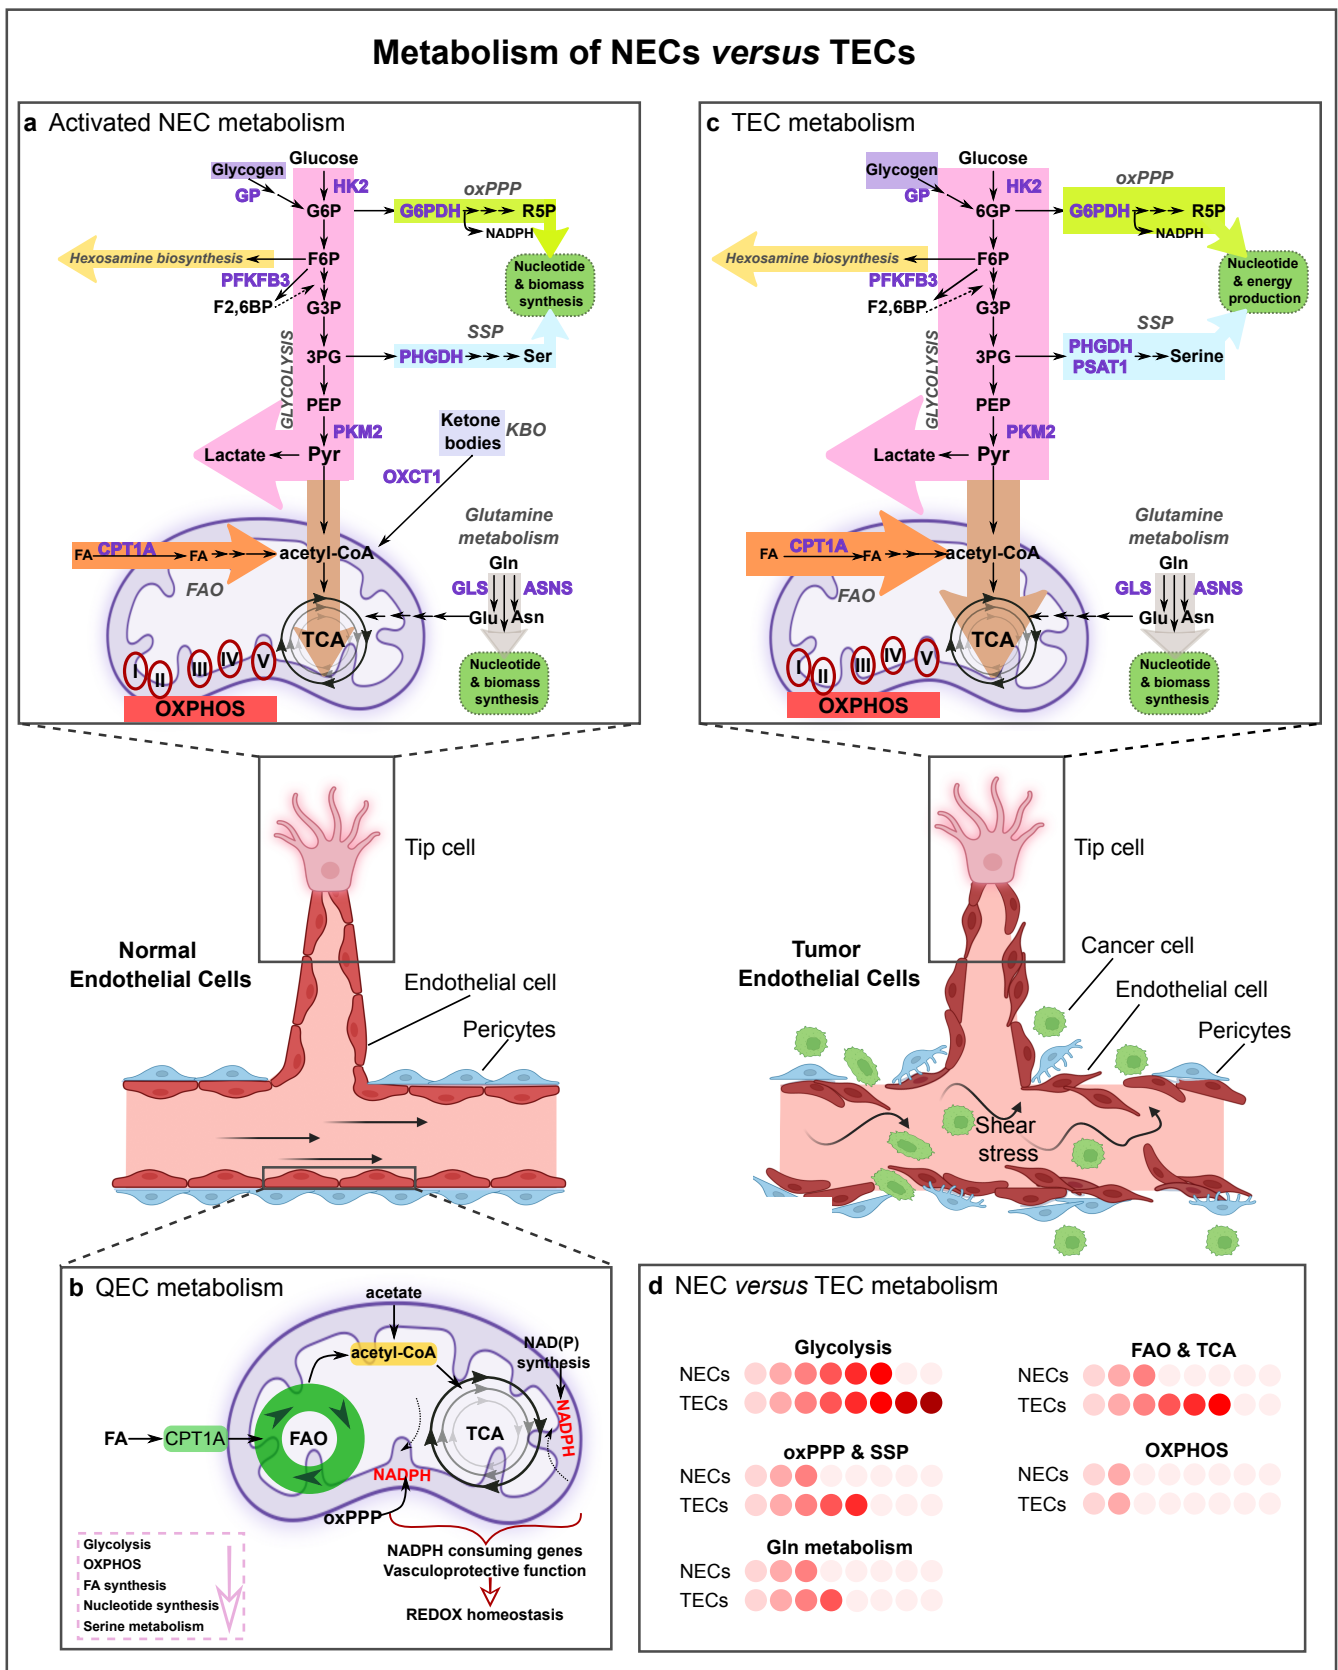 Metabolism of NECs versus TECs
a Activated NEC metabolism
Glycogen
Glucose
GP
HK2
oxPPP
G6P
G6PDH
R5P
NADPH
Hexosamine biosynthesis
F6P
PFKFB3
F2,6BP
G3P
Nucleotide
& biomass
synthesis
GLYCOLYSIS
SSP
3PG
PHGDH
Ser
PEP
PKM2
Ketone
bodies
KBO
Lactate
Pyr
OXCT1
Glutamine
metabolism
FA
CPT1A
FA
acetyl-CoA
FAO
Gln
GLS
ASNS
Glu
Asn
TCA
I
II
III
IV
V
OXPHOS
Nucleotide
& biomass
synthesis
c TEC metabolism
Glycogen
Glucose
GP
HK2
oxPPP
6GP
G6PDH
R5P
NADPH
Hexosamine biosynthesis
F6P
PFKFB3
F2,6BP
G3P
Nucleotide
& energy
production
GLYCOLYSIS
SSP
3PG
PHGDH
PSAT1
Serine
PEP
PKM2
Lactate
Pyr
Glutamine
metabolism
FA
CPT1A
FA
acetyl-CoA
FAO
Gln
GLS
ASNS
Glu
Asn
TCA
I
II
III
IV
V
OXPHOS
Nucleotide
& biomass
synthesis
Tip cell
Normal
Endothelial Cells
Endothelial cell
Pericytes
Tip cell
Tumor
Endothelial Cells
Cancer cell
Endothelial cell
Pericytes
Shear
stress
b QEC metabolism
acetate
acetyl-CoA
NAD(P)
synthesis
NADPH
FA
CPT1A
FAO
TCA
NADPH
oxPPP
Glycolysis
OXPHOS
FA synthesis
Nucleotide synthesis
Serine metabolism
NADPH consuming genes
Vasculoprotective function
REDOX homeostasis
d NEC versus TEC metabolism
Glycolysis
NECs
TECs
oxPPP & SSP
NECs
TECs
Gln metabolism
NECs
TECs
FAO & TCA
NECs
TECs
OXPHOS
NECs
TECs